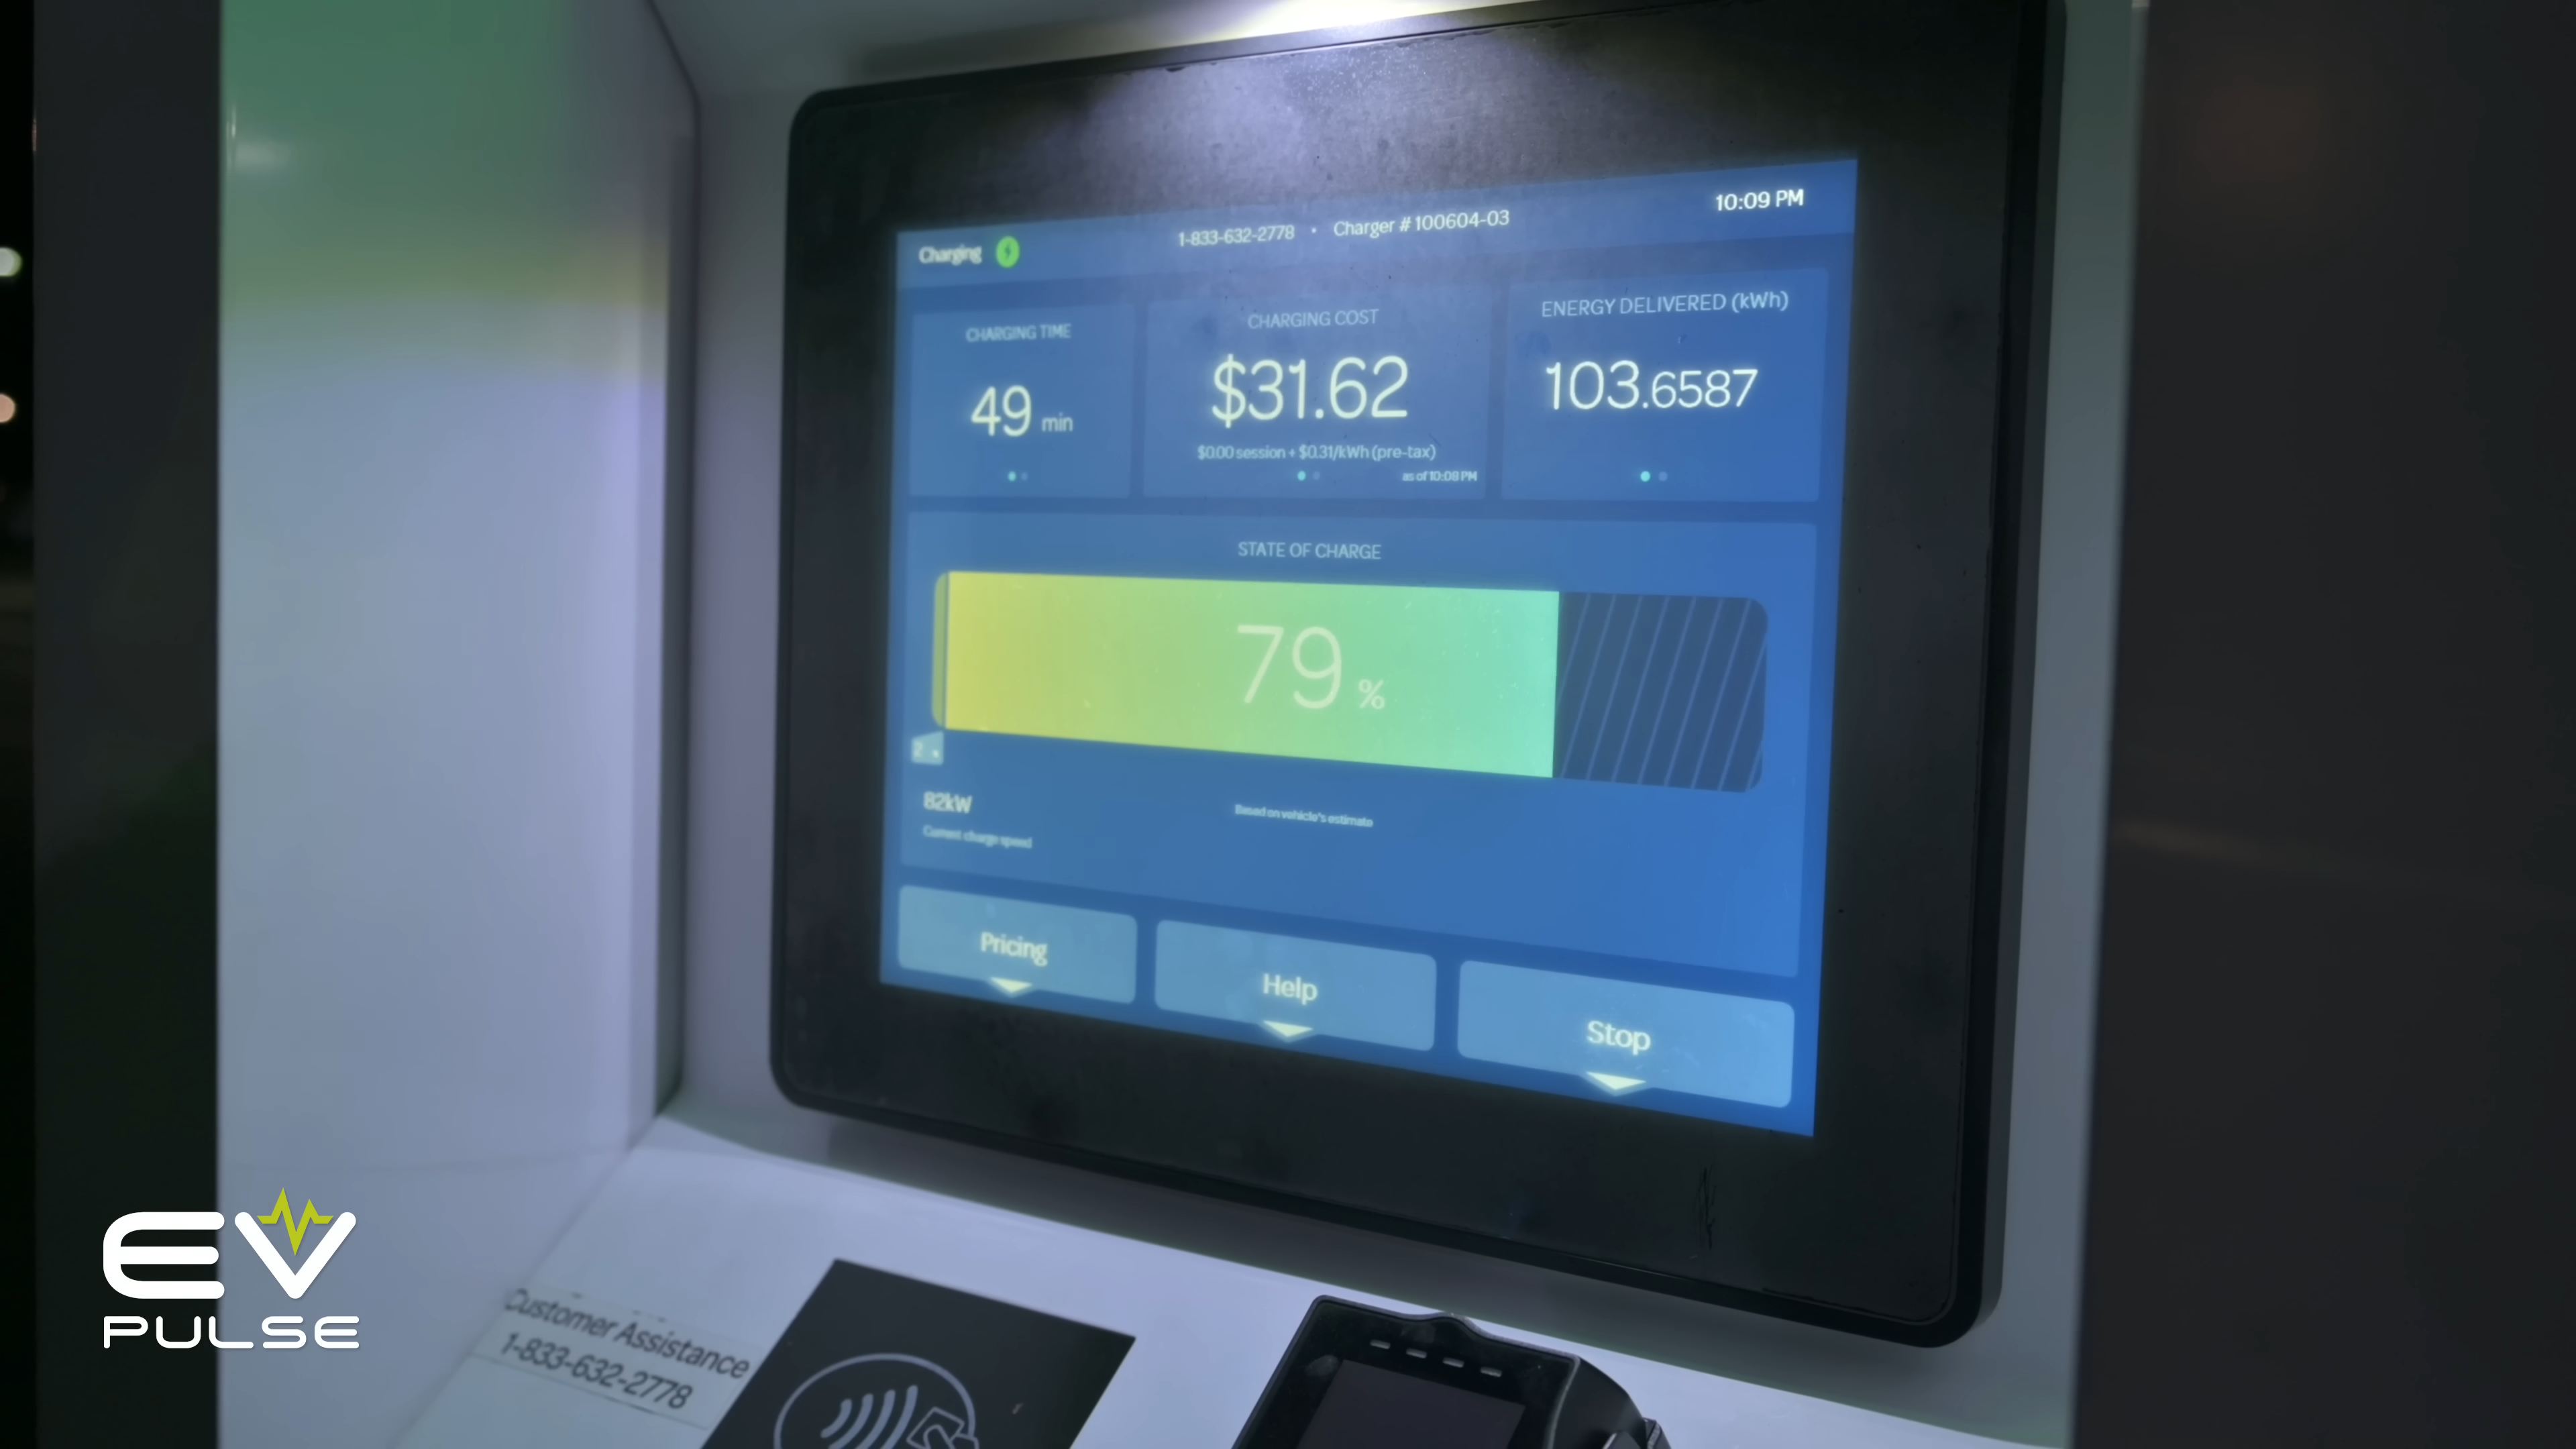 Charging
1-833-632-2778 • Charger # 100604-03
10:09 PM
CHARGING TIME
49 min
CHARGING COST
$31.62
$0.00 session + $0.31/kWh (pre-tax)
as of 10:08 PM
ENERGY DELIVERED (kWh)
103.6587
STATE OF CHARGE
79 %
82kW
Current charge speed
Based on vehicle's estimate
Pricing
Help
Stop
Customer Assistance
1-833-632-2778
EV
PULSE